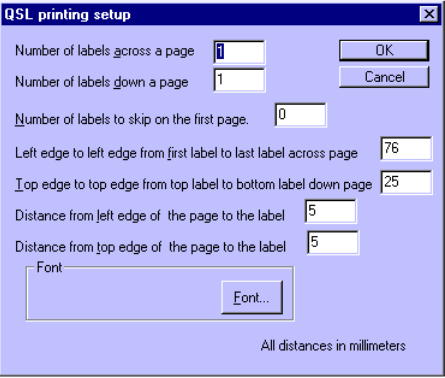 QSL printing setup
Number of labels across a page 1 OK
Number of labels down a page 1 Cancel
Number of labels to skip on the first page. 0
Left edge to left edge from first label to last label across page 76
Top edge to top edge from top label to bottom label down page 25
Distance from left edge of the page to the label 5
Distance from top edge of the page to the label 5
Font
Font...
All distances in millimeters